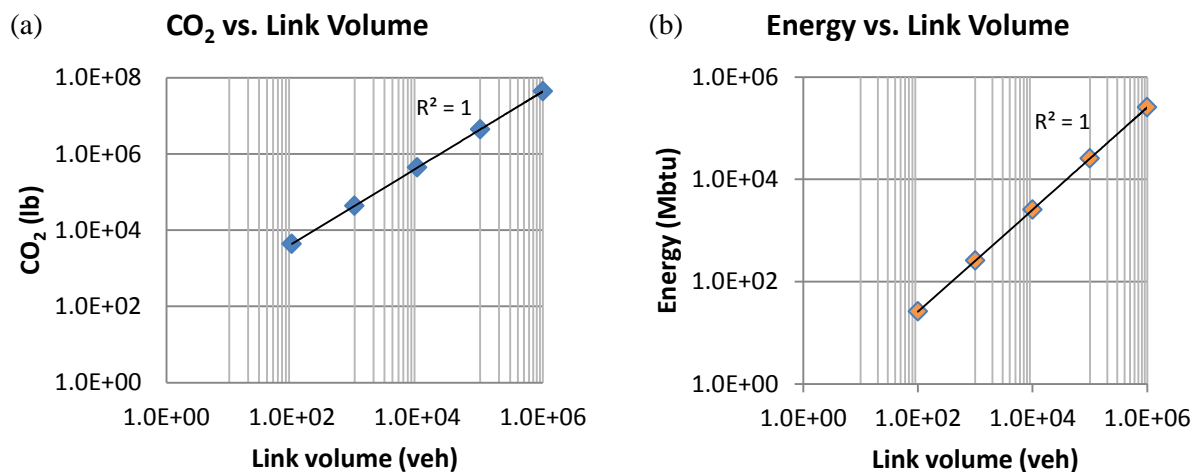 (a) CO₂ vs. Link Volume
1.0E+08
1.0E+06
1.0E+04
1.0E+02
1.0E+00
CO₂ (lb)
R² = 1
1.0E+00 1.0E+02 1.0E+04 1.0E+06
Link volume (veh)
(b) Energy vs. Link Volume
1.0E+06
1.0E+04
1.0E+02
1.0E+00
Energy (Mbtu)
R² = 1
1.0E+00 1.0E+02 1.0E+04 1.0E+06
Link volume (veh)